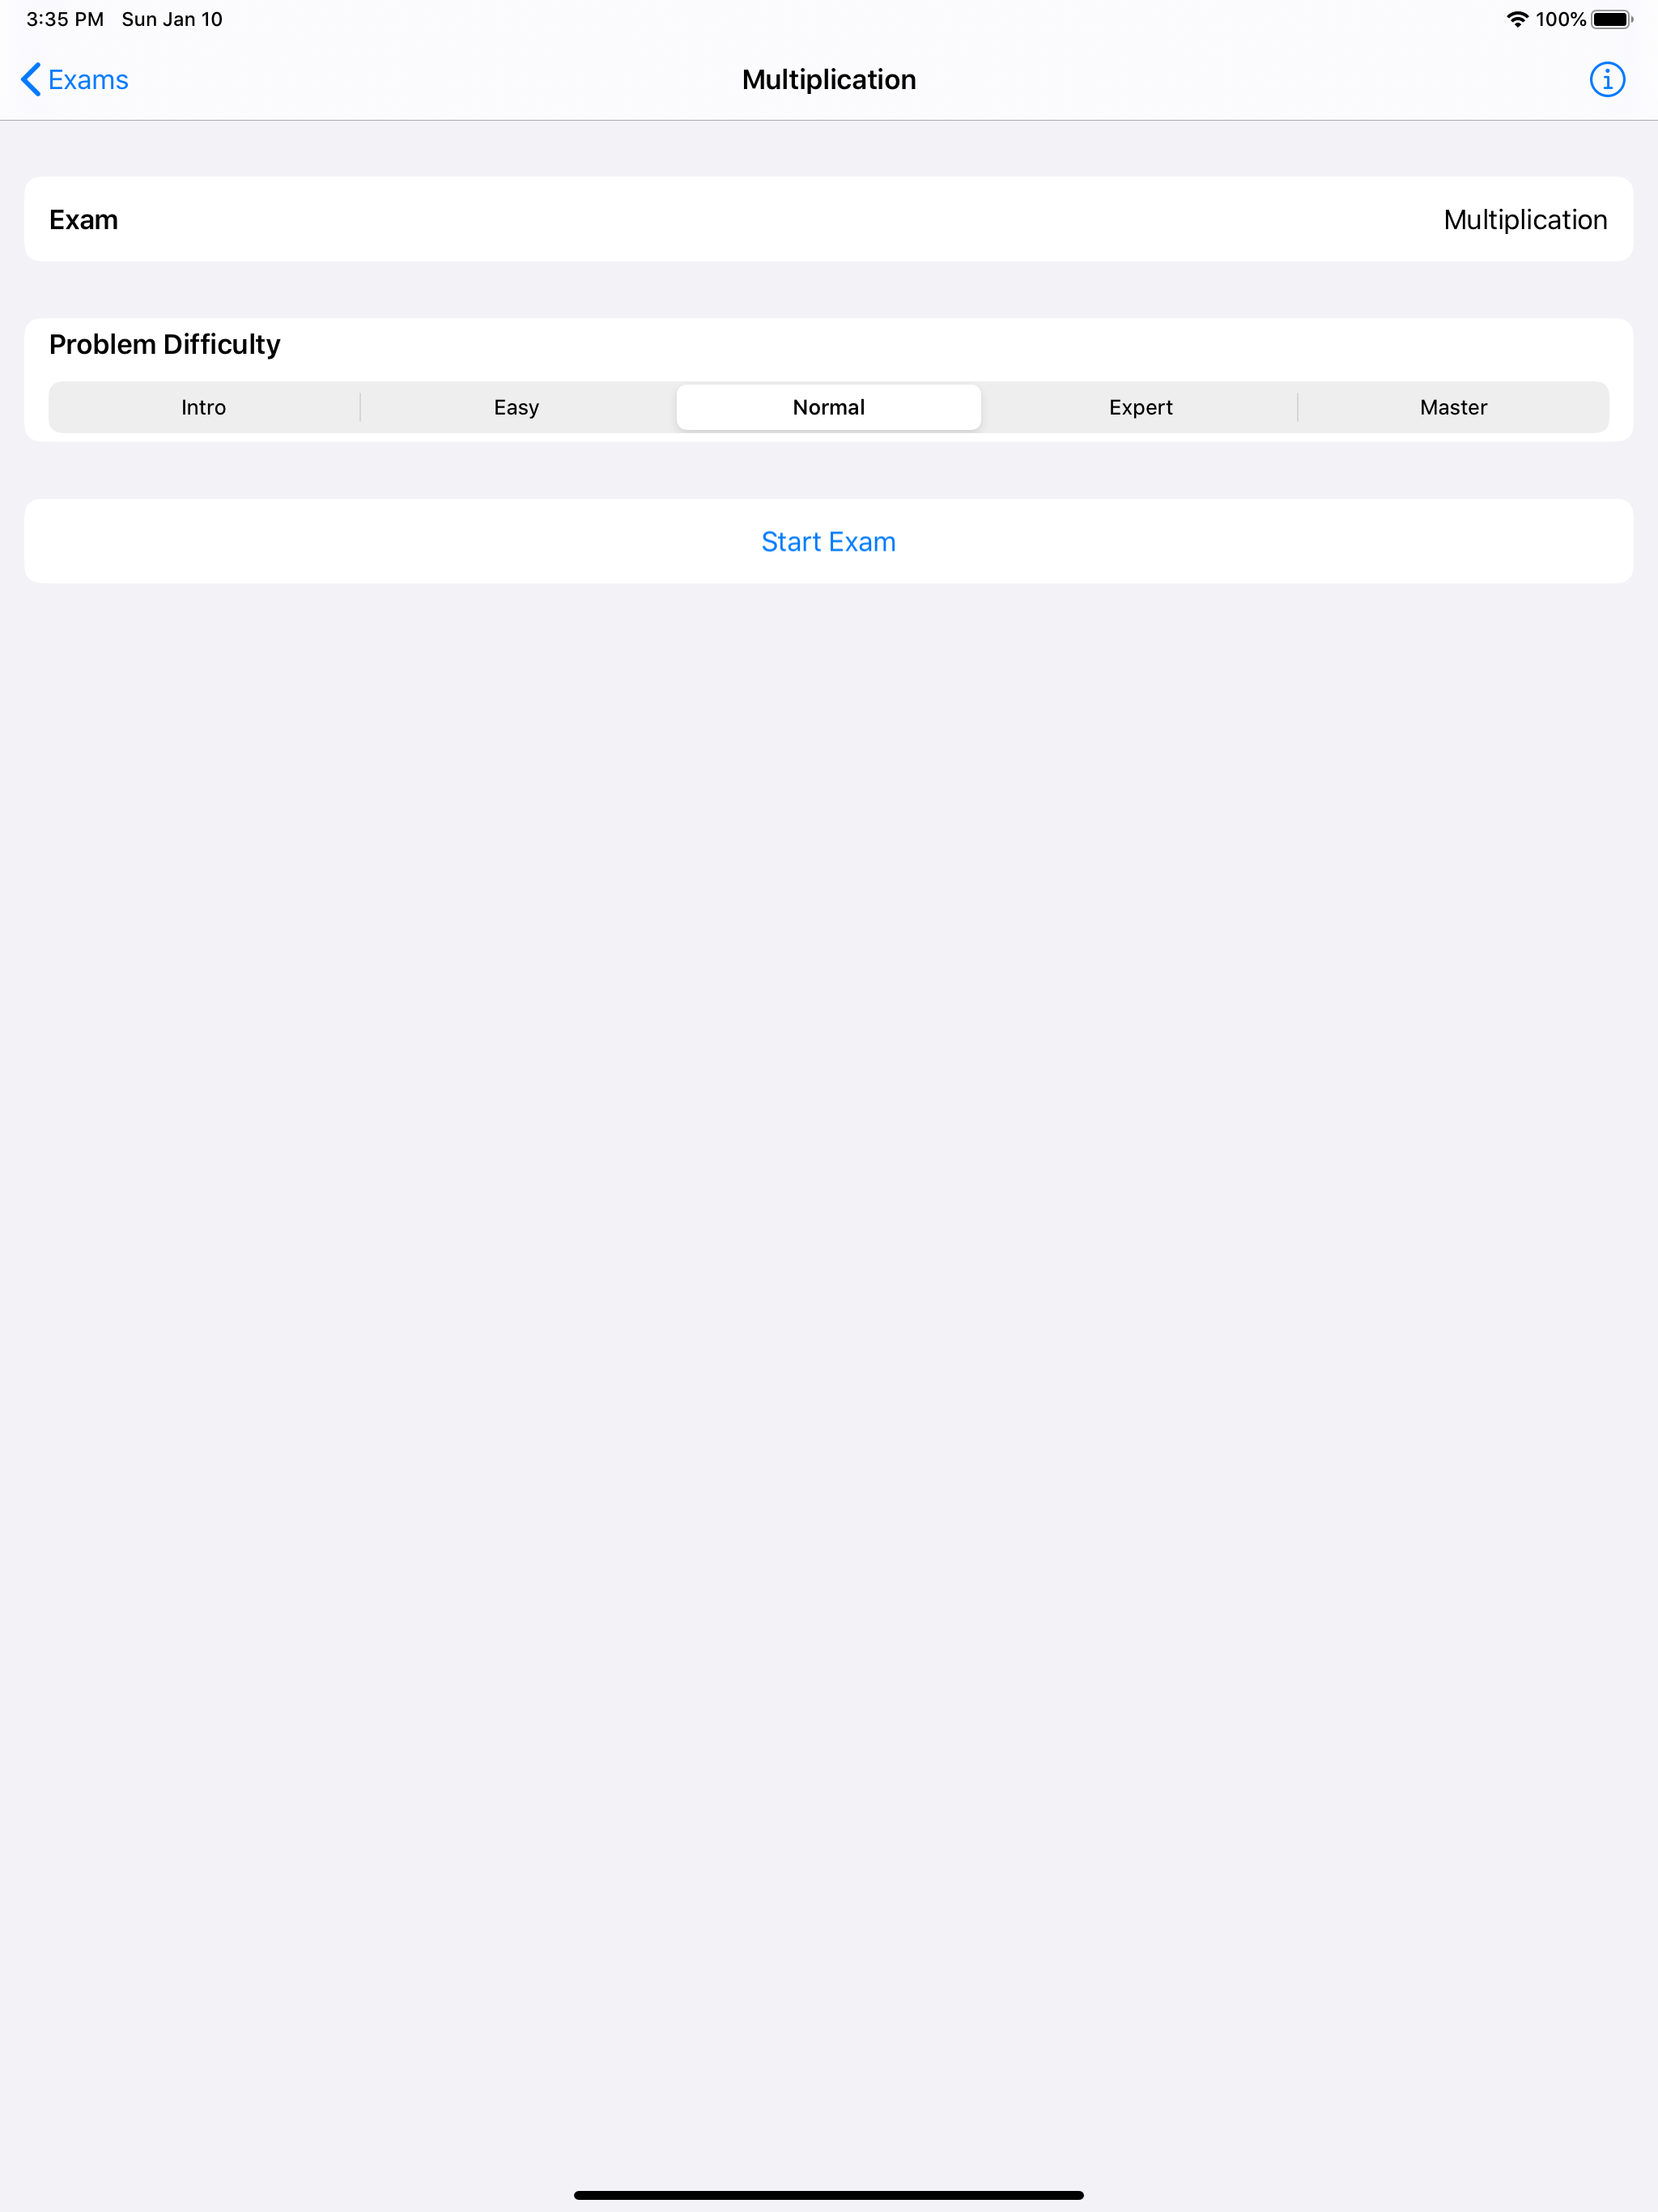 3:35 PM Sun Jan 10 100%
Exams Multiplication
Exam Multiplication
Problem Difficulty
Intro Easy Normal Expert Master
Start Exam